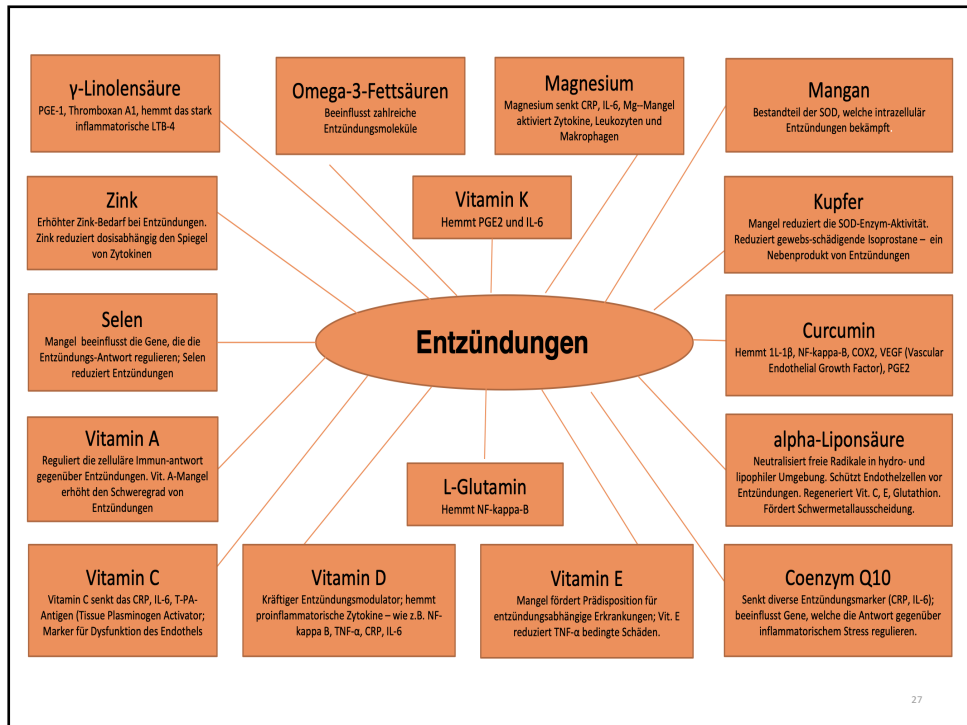 γ-Linolensäure
PGE-1, Thromboxan A1, hemmt das stark
inflammatorische LTB-4
Omega-3-Fettsäuren
Beeinflusst zahlreiche
Entzündungsmoleküle
Magnesium
Magnesium senkt CRP, IL-6, Mg--Mangel
aktiviert Zytokine, Leukozyten und
Makrophagen
Mangan
Bestandteil der SOD, welche intrazellulär
Entzündungen bekämpft.
Zink
Erhöhter Zink-Bedarf bei Entzündungen.
Zink reduziert dosisabhängig den Spiegel
von Zytokinen
Vitamin K
Hemmt PGE2 und IL-6
Kupfer
Mangel reduziert die SOD-Enzym-Aktivität.
Reduziert gewebs-schädigende Isoprostane – ein
Nebenprodukt von Entzündungen
Selen
Mangel beeinflusst die Gene, die die
Entzündungs-Antwort regulieren; Selen
reduziert Entzündungen
Entzündungen
Curcumin
Hemmt 1L-1β, NF-kappa-B, COX2, VEGF (Vascular
Endothelial Growth Factor), PGE2
Vitamin A
Reguliert die zelluläre Immun-antwort
gegenüber Entzündungen. Vit. A-Mangel
erhöht den Schweregrad von
Entzündungen
L-Glutamin
Hemmt NF-kappa-B
alpha-Liponsäure
Neutralisiert freie Radikale in hydro- und
lipophiler Umgebung. Schützt Endothelzellen vor
Entzündungen. Regeneriert Vit. C, E, Glutathion.
Fördert Schwermetallausscheidung.
Vitamin C
Vitamin C senkt das CRP, IL-6, T-PA-
Antigen (Tissue Plasminogen Activator;
Marker für Dysfunktion des Endothels
Vitamin D
Kräftiger Entzündungsmodulator; hemmt
proinflammatorische Zytokine – wie z.B. NF-
kappa B, TNF-α, CRP, IL-6
Vitamin E
Mangel fördert Prädisposition für
entzündungsabhängige Erkrankungen; Vit. E
reduziert TNF-α bedingte Schäden.
Coenzym Q10
Senkt diverse Entzündungsmarker (CRP, IL-6);
beeinflusst Gene, welche die Antwort gegenüber
inflammatorischem Stress regulieren.
27